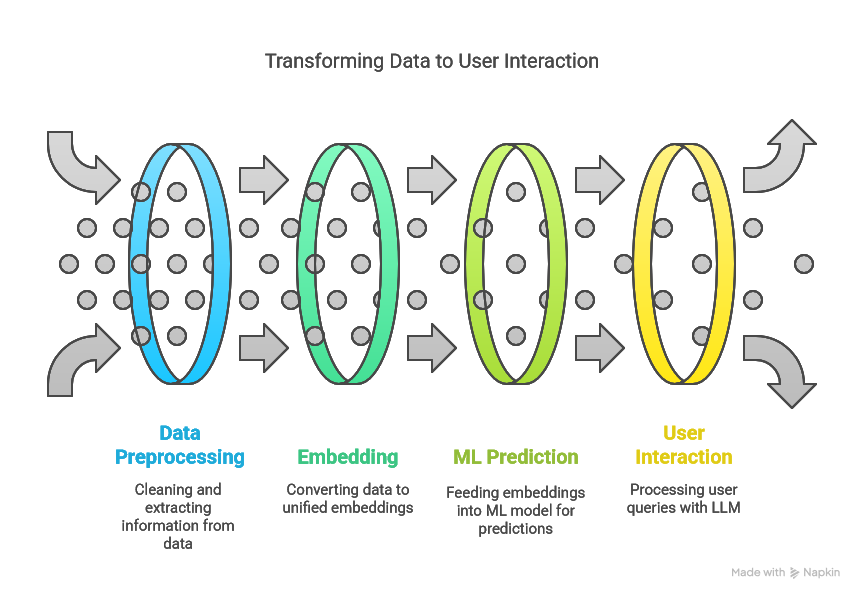 Transforming Data to User Interaction
Data
Preprocessing
Cleaning and
extracting
information from
data
Embedding
Converting data to
unified embeddings
ML Prediction
Feeding embeddings
into ML model for
predictions
User
Interaction
Processing user
queries with LLM
Made with Napkin